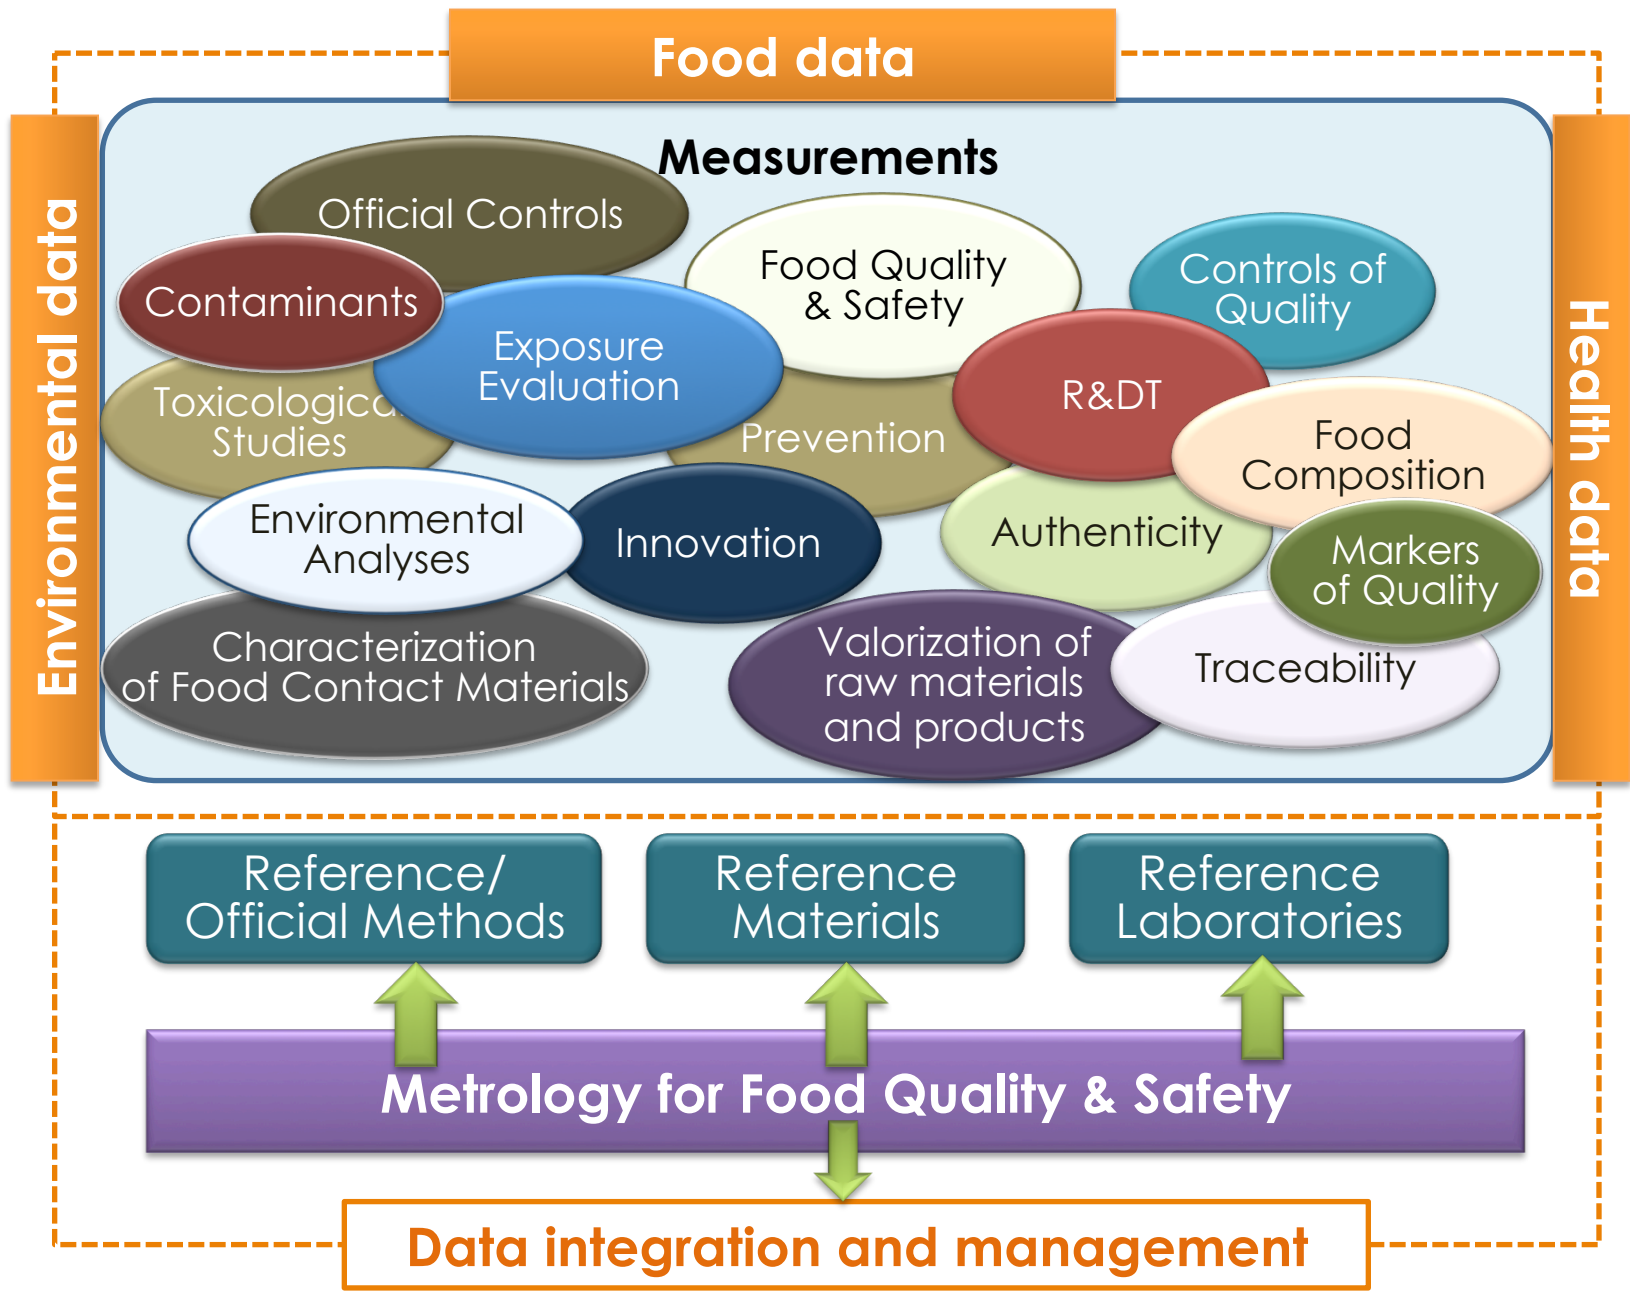 Food data
Environmental data
Health data
Measurements
Official Controls
Food Quality
& Safety
Controls of
Quality
Contaminants
Exposure
Evaluation
R&DT
Toxicological
Studies
Prevention
Food
Composition
Environmental
Analyses
Innovation
Authenticity
Markers
of Quality
Characterization
of Food Contact Materials
Valorization of
raw materials
and products
Traceability
Reference/
Official Methods
Reference
Materials
Reference
Laboratories
Metrology for Food Quality & Safety
Data integration and management